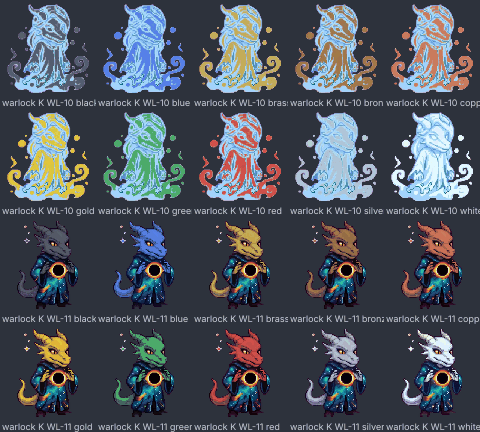 warlock K WL-10 black
warlock K WL-10 blue
warlock K WL-10 brass
warlock K WL-10 bron
warlock K WL-10 copp
warlock K WL-10 gold
warlock K WL-10 gree
warlock K WL-10 red
warlock K WL-10 silve
warlock K WL-10 white
warlock K WL-11 black
warlock K WL-11 blue
warlock K WL-11 brass
warlock K WL-11 bronz
warlock K WL-11 copp
warlock K WL-11 gold
warlock K WL-11 green
warlock K WL-11 red
warlock K WL-11 silver
warlock K WL-11 white